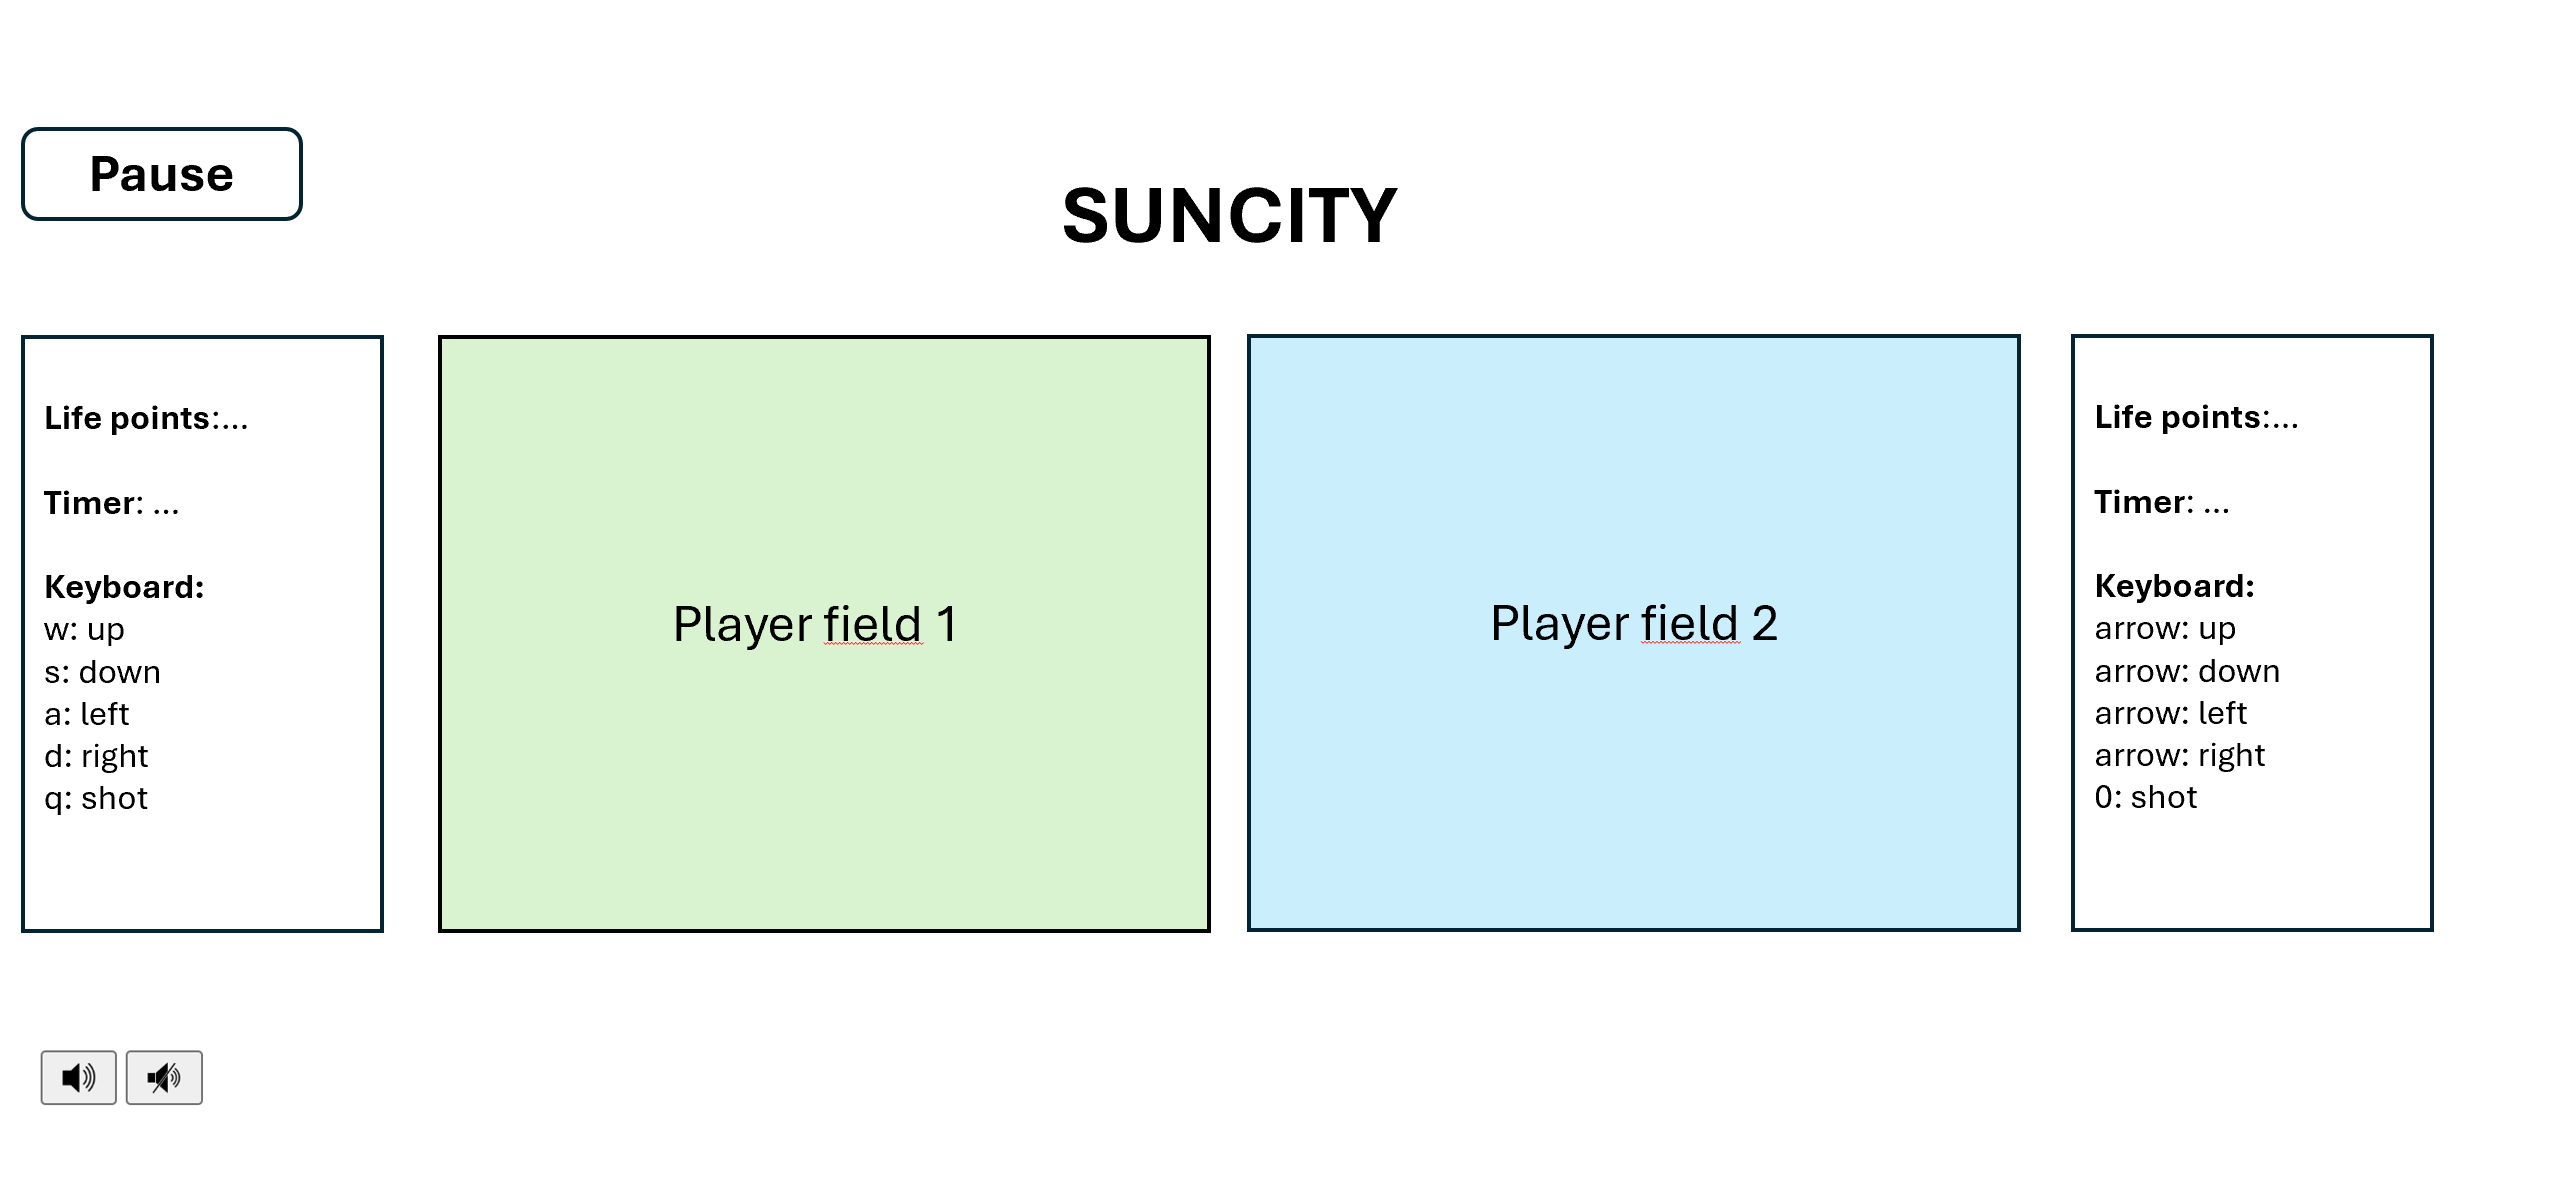 Pause
SUNCITY
Life points:...
Timer: ...
Keyboard:
w: up
s: down
a: left
d: right
q: shot
Player field 1
Player field 2
Life points:...
Timer: ...
Keyboard:
arrow: up
arrow: down
arrow: left
arrow: right
0: shot